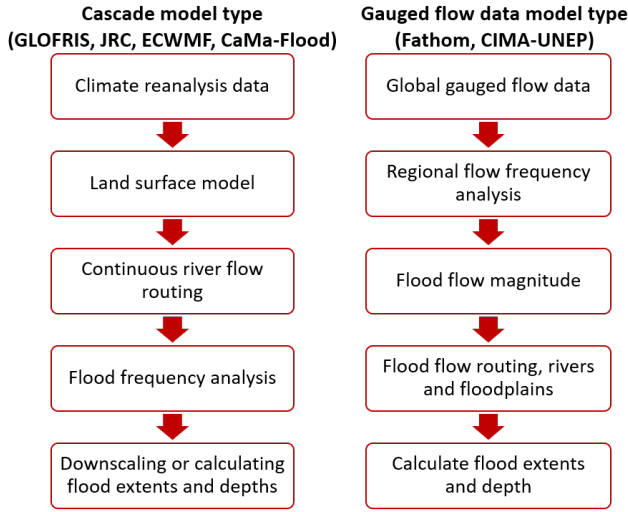 Cascade model type
(GLOFRIS, JRC, ECWMF, CaMa-Flood)
Climate reanalysis data
Land surface model
Continuous river flow
routing
Flood frequency analysis
Downscaling or calculating
flood extents and depths
Gauged flow data model type
(Fathom, CIMA-UNEP)
Global gauged flow data
Regional flow frequency
analysis
Flood flow magnitude
Flood flow routing, rivers
and floodplains
Calculate flood extents
and depth